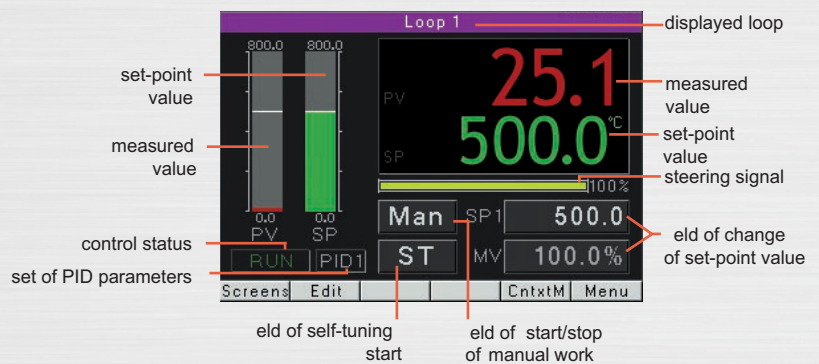 Loop 1
displayed loop
800.0 800.0
set-point
value
measured
value
PV 25.1
measured
value
°C
SP 500.0
set-point
value
steering signal
100%
0.0 0.0
PV SP
Man SP1 500.0
control status
RUN PID1 ST MV 100.0%
eld of change
of set-point value
set of PID parameters
Screens Edit CntxtM Menu
eld of self-tuning
start
eld of start/stop
of manual work